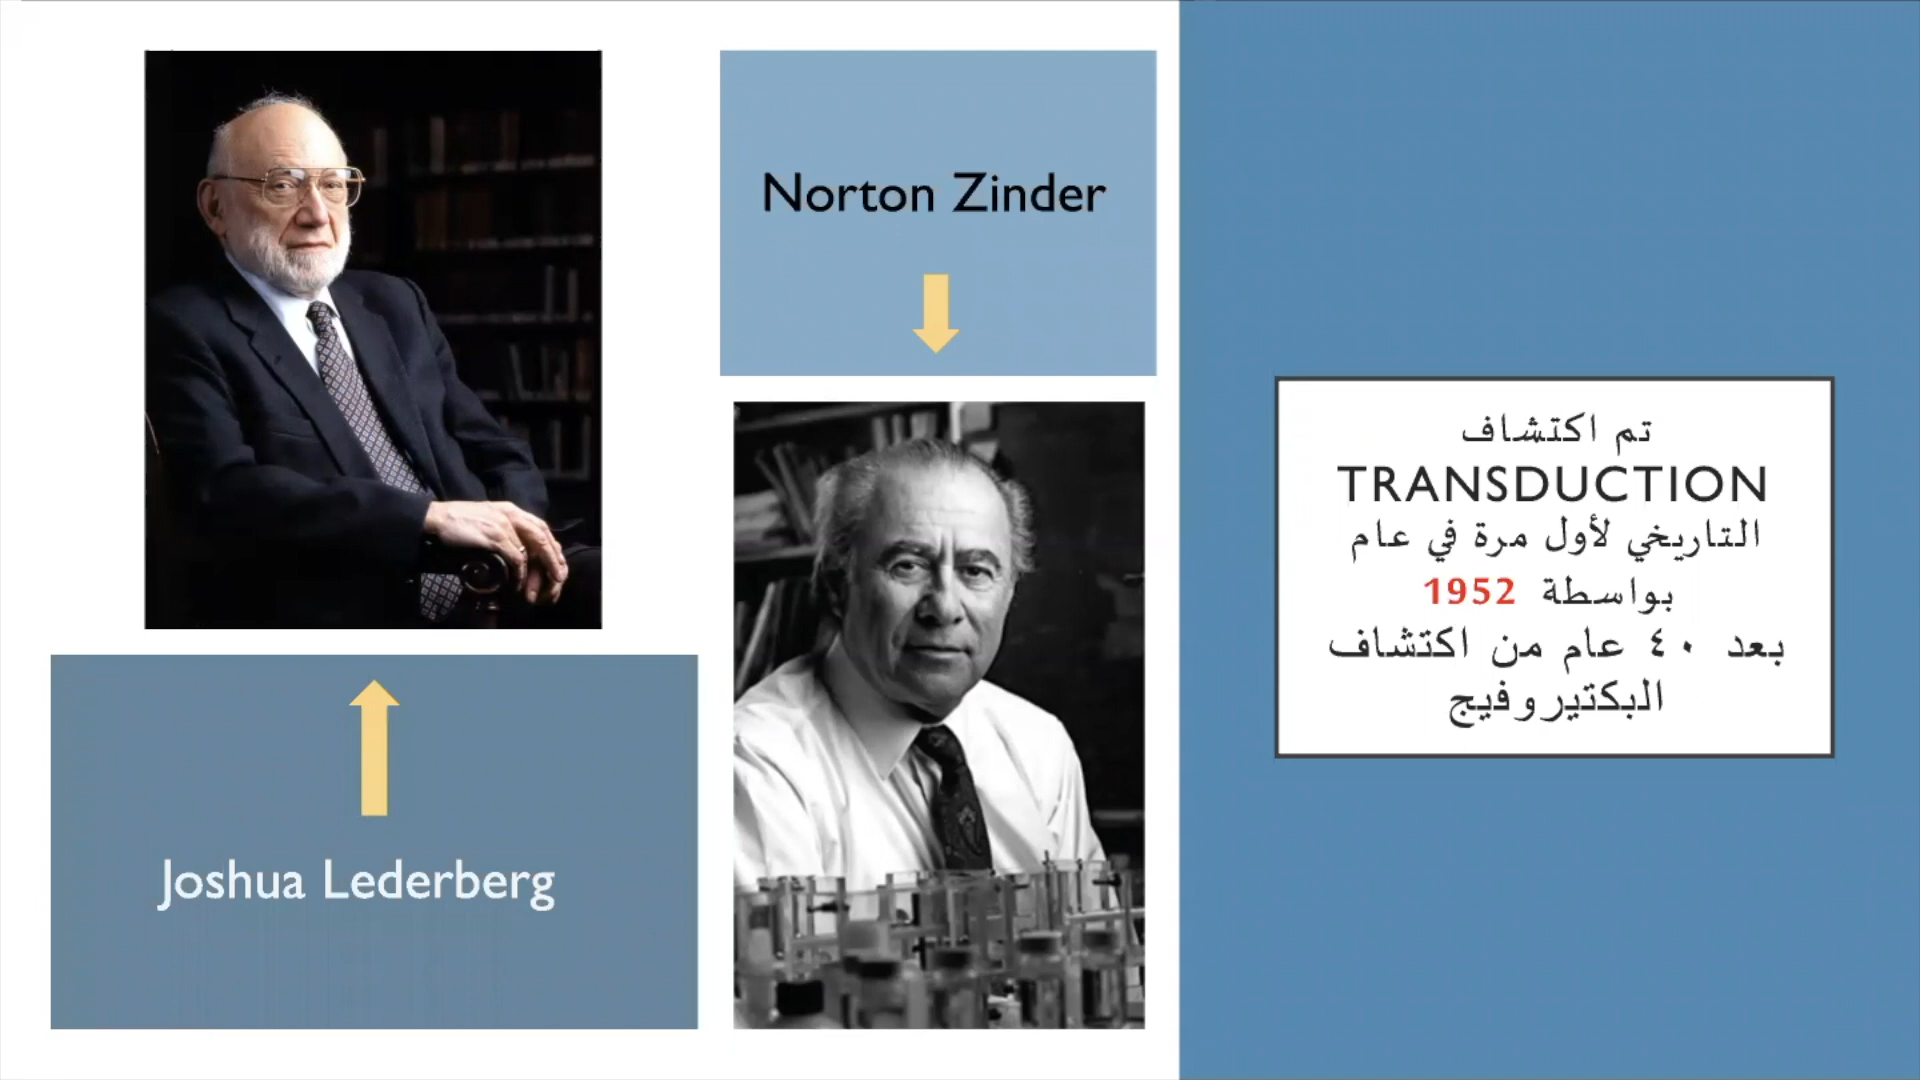 Norton Zinder
Joshua Lederberg
تم اكتشاف
TRANSDUCTION
التاريخي لأول مرة في عام
1952 بواسطة
بعد ٤٠ عام من اكتشاف
البكتيروفيج